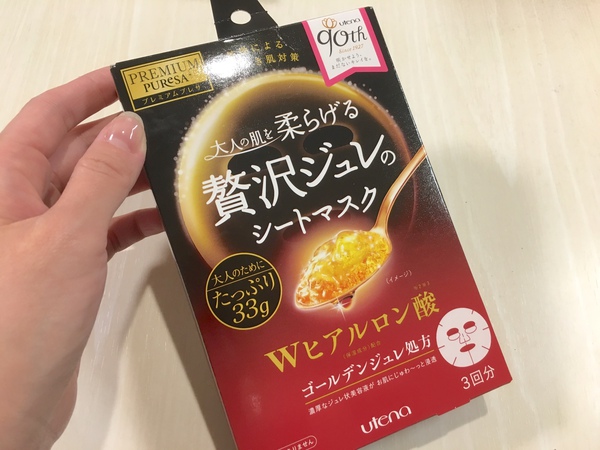 utena
90th
Since 1927
PREMIUM
PUReSA
プレミアムプレサ
による、
肌対策
大人の肌を柔らげる
贅沢ジュレの
シートマスク
大人のために
たっぷり
33g
(イメージ)
Wヒアルロン酸
ゴールデンジュレ処方
濃厚なジュレ状美容液が お肌にじゅわ〜っと浸透
3回分
utena